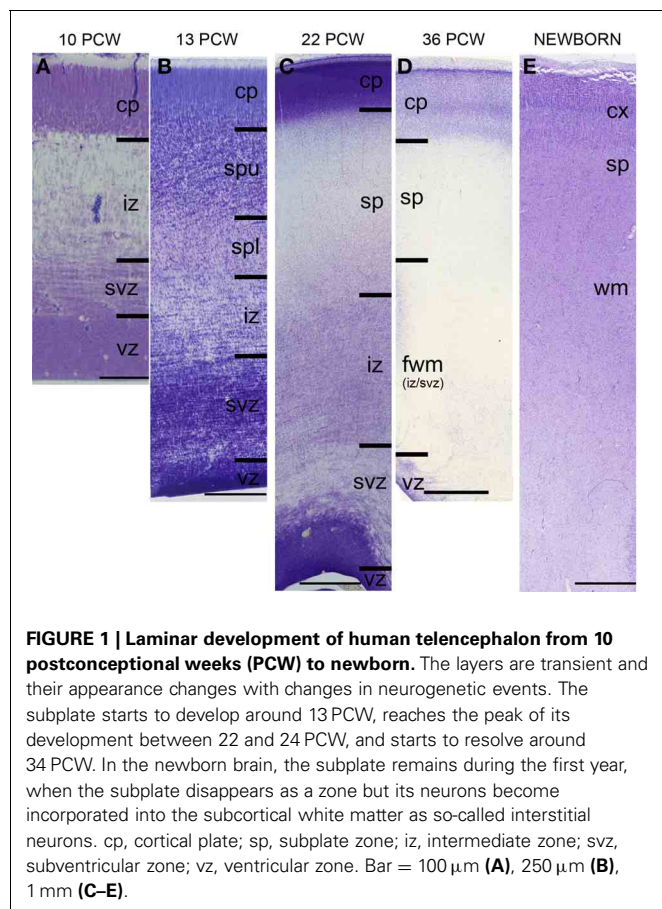 10 PCW
13 PCW
22 PCW
36 PCW
NEWBORN
A
cp
iz
svz
vz
B
cp
spu
spl
iz
svz
vz
C
cp
sp
iz
svz
vz
D
cp
sp
fwm
(iz/svz)
vz
E
cx
sp
wm
FIGURE 1 | Laminar development of human telencephalon from 10
postconceptional weeks (PCW) to newborn. The layers are transient and
their appearance changes with changes in neurogenetic events. The
subplate starts to develop around 13 PCW, reaches the peak of its
development between 22 and 24 PCW, and starts to resolve around
34 PCW. In the newborn brain, the subplate remains during the first year,
when the subplate disappears as a zone but its neurons become
incorporated into the subcortical white matter as so-called interstitial
neurons. cp, cortical plate; sp, subplate zone; iz, intermediate zone; svz,
subventricular zone; vz, ventricular zone. Bar = 100 μm (A), 250 μm (B),
1 mm (C–E).